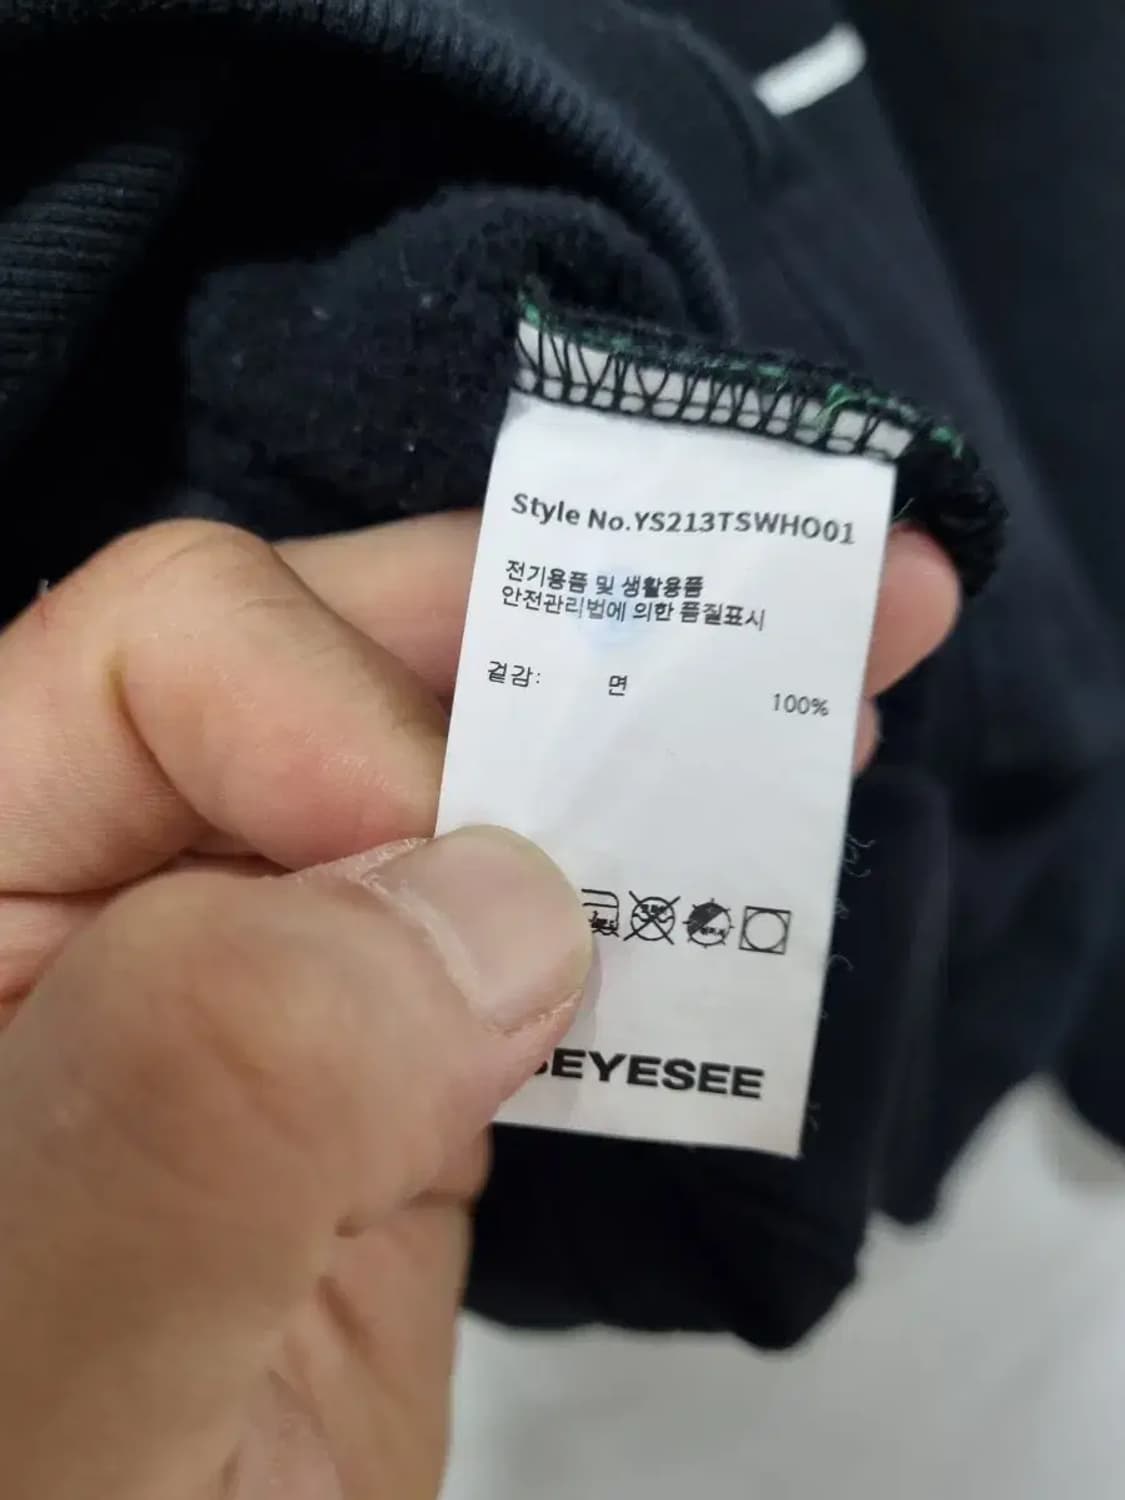 Style No.YS213TSWHO01
전기용품 및 생활용품
안전관리법에 의한 품질표시
겉감: 면 100%
EYESEE